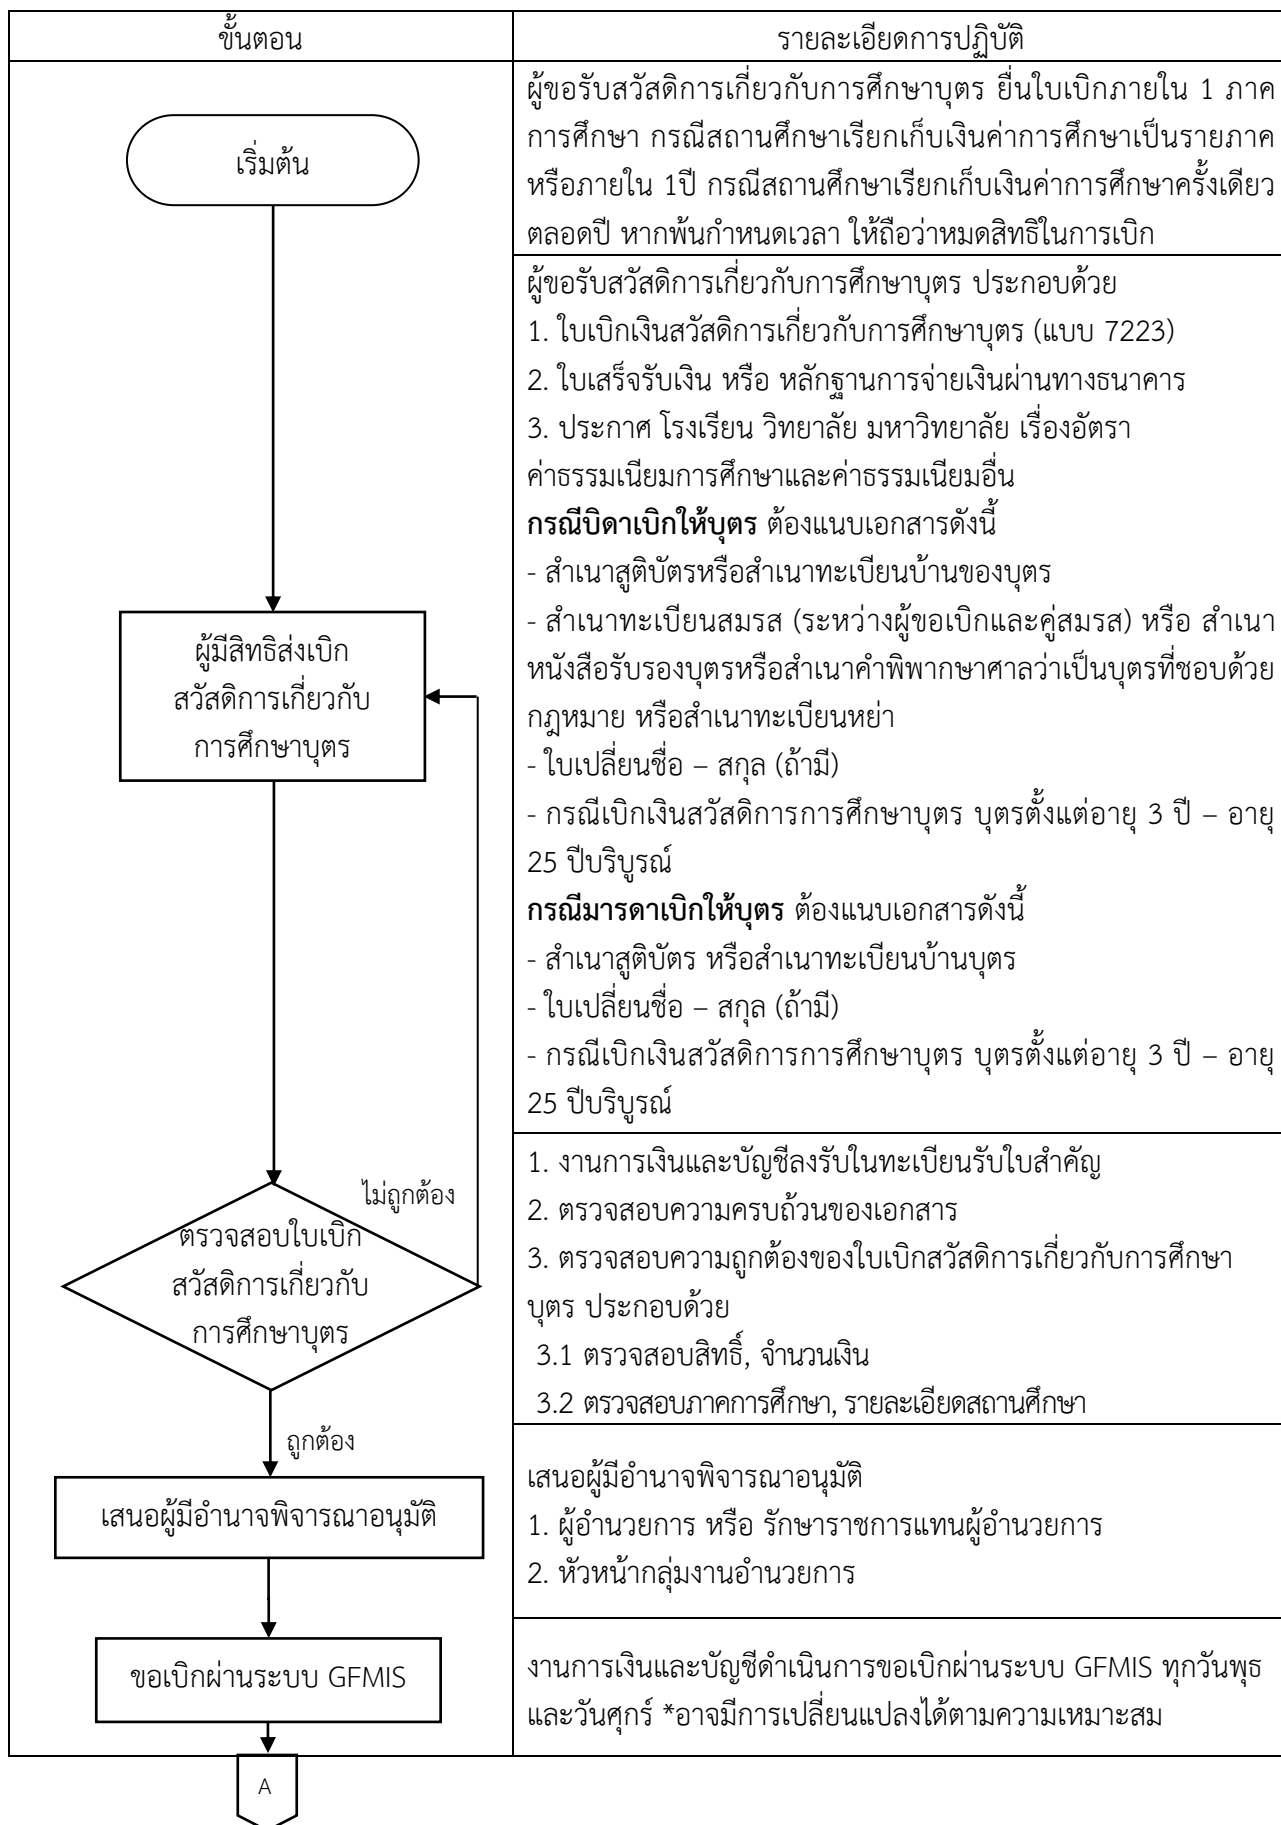 ขั้นตอน
รายละเอียดการปฏิบัติ
เริ่มต้น
ผู้ขอรับสวัสดิการเกี่ยวกับการศึกษาบุตร ยื่นใบเบิกภายใน 1 ภาค
การศึกษา กรณีสถานศึกษาเรียกเก็บเงินค่าการศึกษาเป็นรายภาค
หรือภายใน 1ปี กรณีสถานศึกษาเรียกเก็บเงินค่าการศึกษาครั้งเดียว
ตลอดปี หากพ้นกำหนดเวลา ให้ถือว่าหมดสิทธิในการเบิก
ผู้มีสิทธิส่งเบิก
สวัสดิการเกี่ยวกับ
การศึกษาบุตร
ผู้ขอรับสวัสดิการเกี่ยวกับการศึกษาบุตร ประกอบด้วย
1. ใบเบิกเงินสวัสดิการเกี่ยวกับการศึกษาบุตร (แบบ 7223)
2. ใบเสร็จรับเงิน หรือ หลักฐานการจ่ายเงินผ่านทางธนาคาร
3. ประกาศ โรงเรียน วิทยาลัย มหาวิทยาลัย เรื่องอัตรา
ค่าธรรมเนียมการศึกษาและค่าธรรมเนียมอื่น
กรณีบิดาเบิกให้บุตร ต้องแนบเอกสารดังนี้
- สำเนาสูติบัตรหรือสำเนาทะเบียนบ้านของบุตร
- สำเนาทะเบียนสมรส (ระหว่างผู้ขอเบิกและคู่สมรส) หรือ สำเนา
หนังสือรับรองบุตรหรือสำเนาคำพิพากษาศาลว่าเป็นบุตรที่ชอบด้วย
กฎหมาย หรือสำเนาทะเบียนหย่า
- ใบเปลี่ยนชื่อ – สกุล (ถ้ามี)
- กรณีเบิกเงินสวัสดิการการศึกษาบุตร บุตรตั้งแต่อายุ 3 ปี – อายุ
25 ปีบริบูรณ์
กรณีมารดาเบิกให้บุตร ต้องแนบเอกสารดังนี้
- สำเนาสูติบัตร หรือสำเนาทะเบียนบ้านบุตร
- ใบเปลี่ยนชื่อ – สกุล (ถ้ามี)
- กรณีเบิกเงินสวัสดิการการศึกษาบุตร บุตรตั้งแต่อายุ 3 ปี – อายุ
25 ปีบริบูรณ์
ไม่ถูกต้อง
ตรวจสอบใบเบิก
สวัสดิการเกี่ยวกับ
การศึกษาบุตร
ถูกต้อง
1. งานการเงินและบัญชีลงรับในทะเบียนรับใบสำคัญ
2. ตรวจสอบความครบถ้วนของเอกสาร
3. ตรวจสอบความถูกต้องของใบเบิกสวัสดิการเกี่ยวกับการศึกษา
บุตร ประกอบด้วย
3.1 ตรวจสอบสิทธิ์, จำนวนเงิน
3.2 ตรวจสอบภาคการศึกษา, รายละเอียดสถานศึกษา
เสนอผู้มีอำนาจพิจารณาอนุมัติ
เสนอผู้มีอำนาจพิจารณาอนุมัติ
1. ผู้อำนวยการ หรือ รักษาราชการแทนผู้อำนวยการ
2. หัวหน้ากลุ่มงานอำนวยการ
ขอเบิกผ่านระบบ GFMIS
งานการเงินและบัญชีดำเนินการขอเบิกผ่านระบบ GFMIS ทุกวันพุธ
และวันศุกร์ *อาจมีการเปลี่ยนแปลงได้ตามความเหมาะสม
A